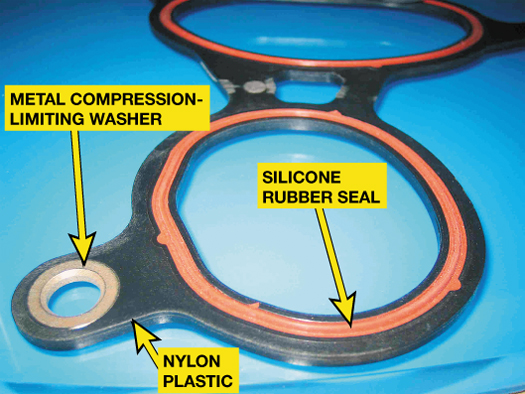 METAL COMPRESSION-
LIMITING WASHER
SILICONE
RUBBER SEAL
NYLON
PLASTIC